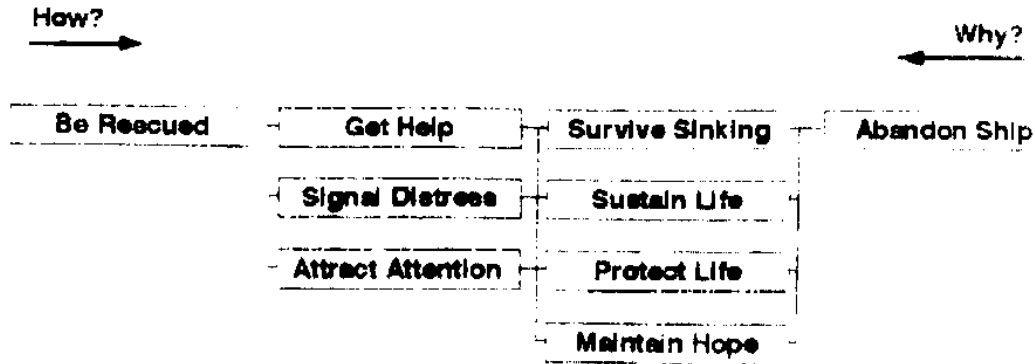 How?
Why?
Be Rescued
Get Help
Survive Sinking
Abandon Ship
Signal Distress
Sustain Life
Attract Attention
Protect Life
Maintain Hope